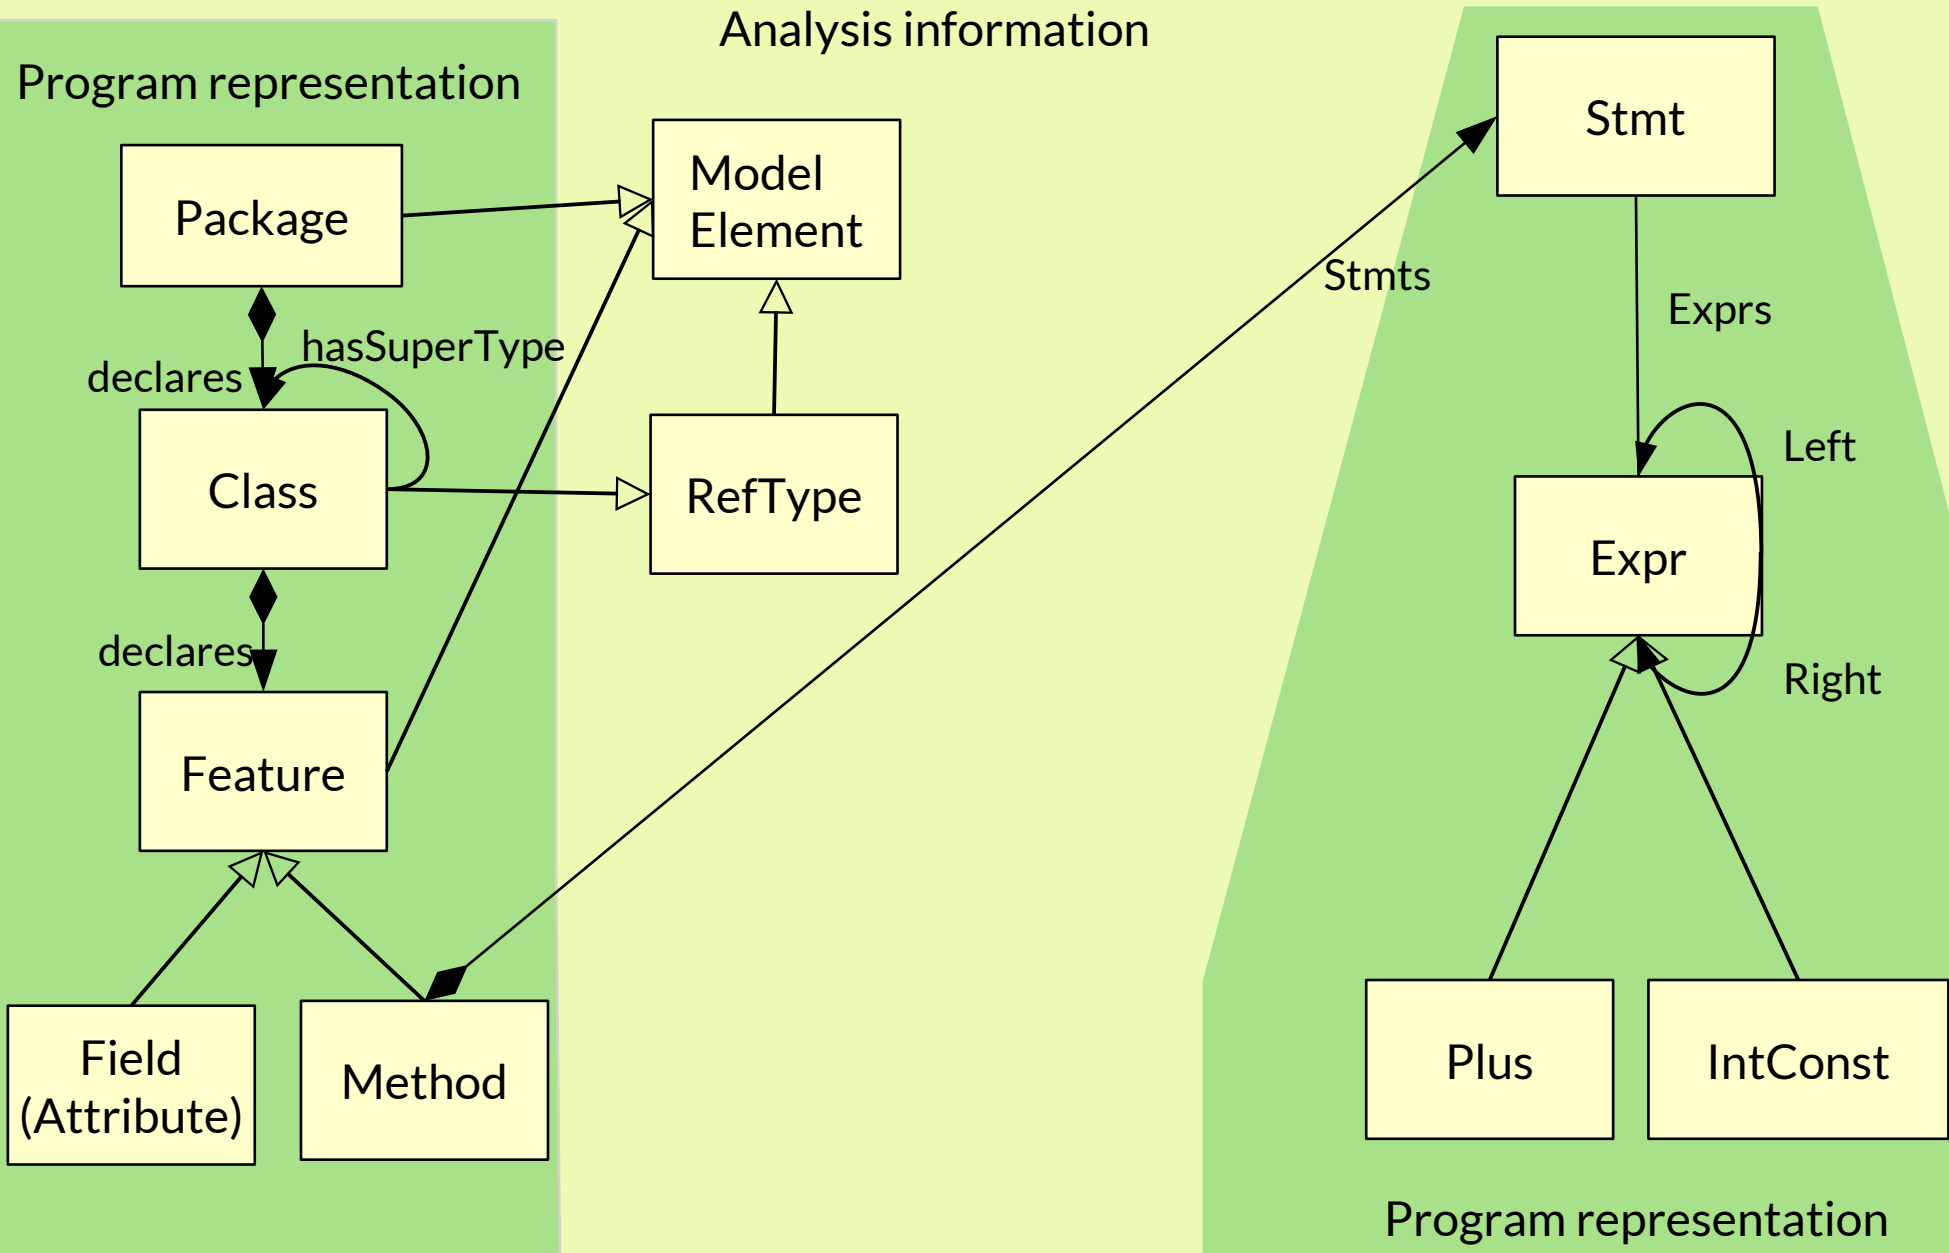 Analysis information
Program representation
Package
Model
Element
Stmt
Stmts
Exprs
hasSuperType
declares
Class
RefType
Left
Expr
declares
Right
Feature
Field
(Attribute)
Method
Plus
IntConst
Program representation